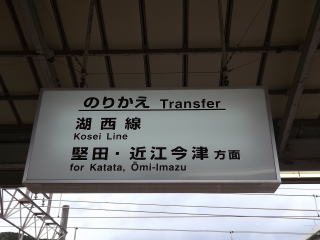 のりかえ Transfer
湖西線
Kosei Line
堅田・近江今津 方面
for Katata, Ōmi-Imazu